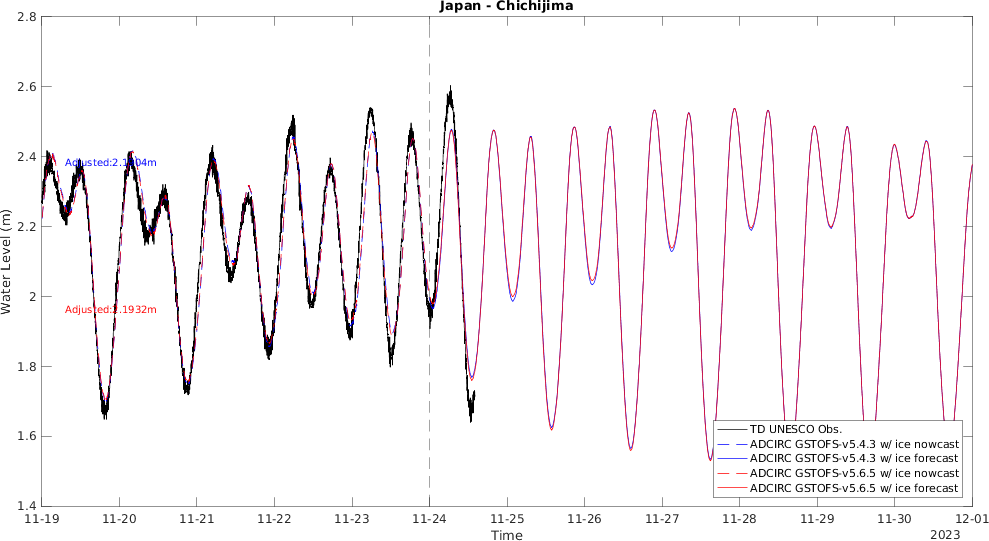 Japan - Chichijima
2.8
2.6
2.4
2.2
2
1.8
1.6
1.4
Water Level (m)
Adjusted:2.1932m
TD UNESCO Obs.
ADCIRC GSTOFS-v5.4.3 w/ ice nowcast
ADCIRC GSTOFS-v5.4.3 w/ ice forecast
ADCIRC GSTOFS-v5.6.5 w/ ice nowcast
ADCIRC GSTOFS-v5.6.5 w/ ice forecast
11-19 11-20 11-21 11-22 11-23 11-24 11-25 11-26 11-27 11-28 11-29 11-30 12-01
Time
2023